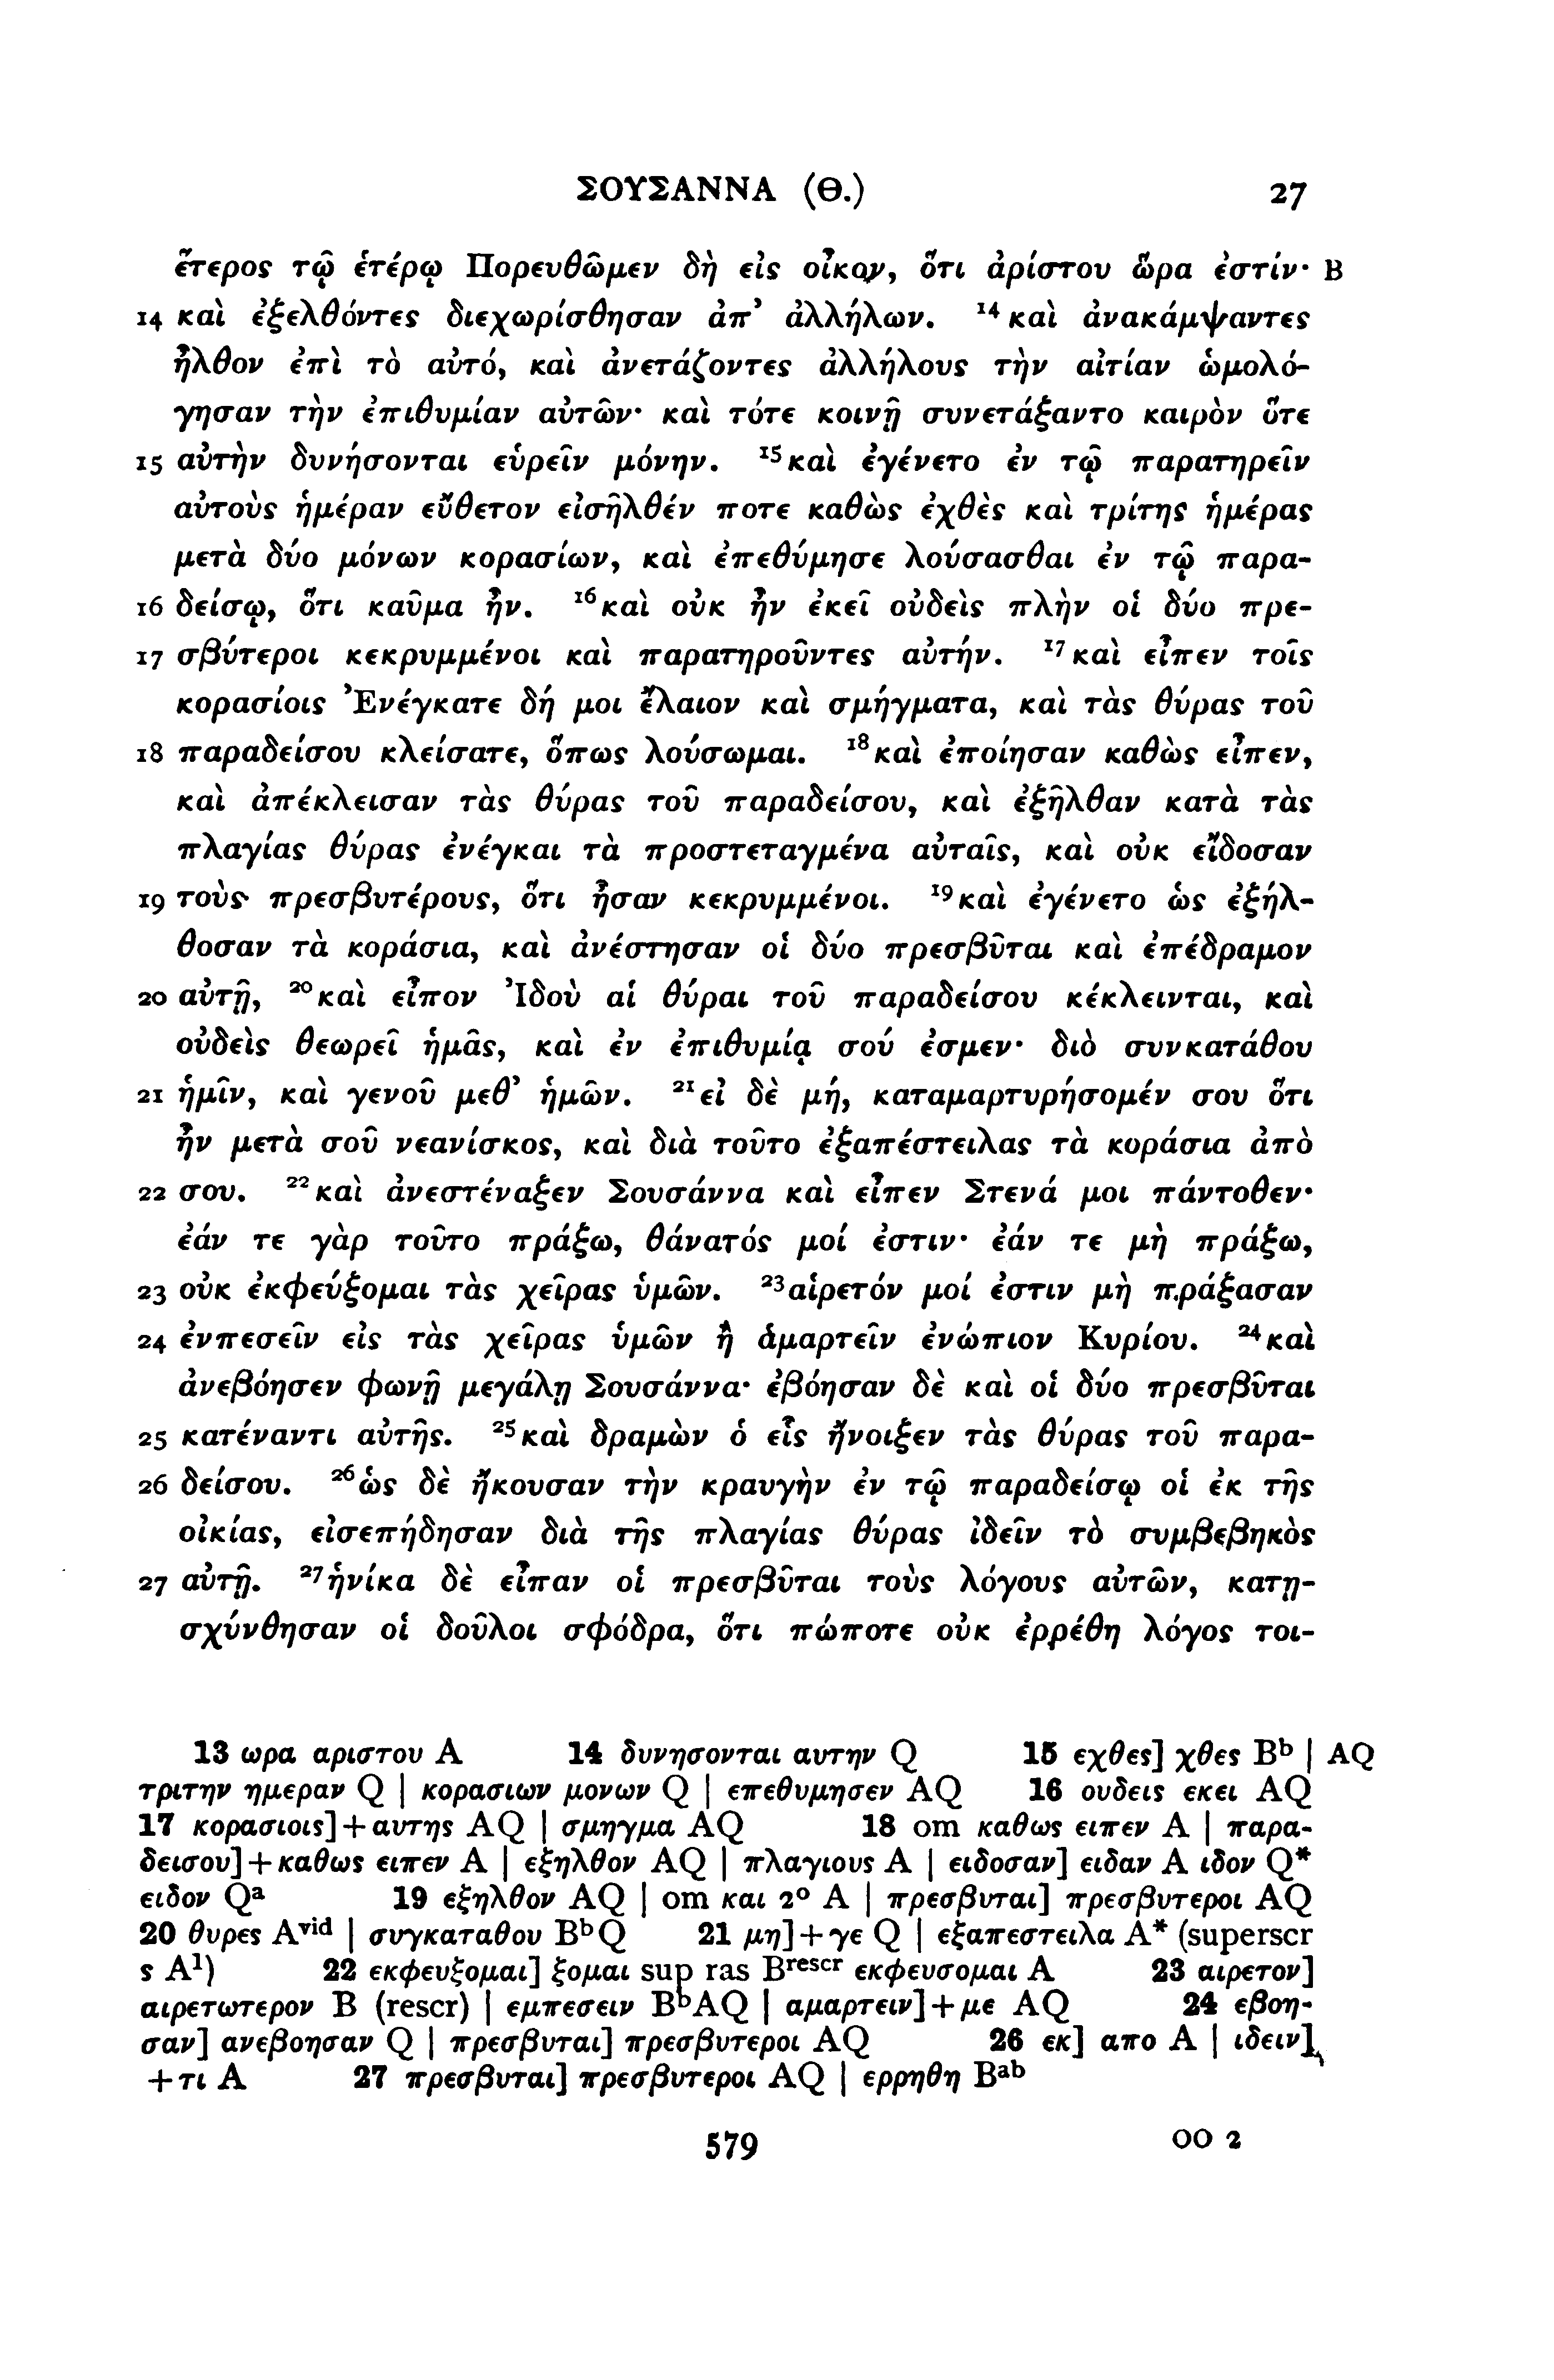 ΣΟΥΣΑΝΝΑ (Θ.) 27
ἕτερος τῷ ἑτέρῳ Πορευθῶμεν δὴ εἰς οἶκον, ὅτι ἀρίστου ὥρα ἐστίν· B
14 καὶ ἐξελθόντες διεχωρίσθησαν ἀπ’ ἀλλήλων. ¹⁴καὶ ἀνακάμψαντες
ἦλθον ἐπὶ τὸ αὐτό, καὶ ἀνετάζοντες ἀλλήλους τὴν αἰτίαν ὡμολό-
γησαν τὴν ἐπιθυμίαν αὐτῶν· καὶ τότε κοινῇ συνετάξαντο καιρὸν ὅτε
15 αὐτὴν δυνήσονται εὑρεῖν μόνην. ¹⁵καὶ ἐγένετο ἐν τῷ παρατηρεῖν
αὐτοὺς ἡμέραν εὔθετον εἰσῆλθέν ποτε καθὼς ἐχθὲς καὶ τρίτης ἡμέρας
μετὰ δύο μόνων κορασίων, καὶ ἐπεθύμησε λούσασθαι ἐν τῷ παρα-
16 δείσῳ, ὅτι καῦμα ἦν. ¹⁶καὶ οὐκ ἦν ἐκεῖ οὐδεὶς πλὴν οἱ δύο πρε-
17 σβύτεροι κεκρυμμένοι καὶ παρατηροῦντες αὐτήν. ¹⁷καὶ εἶπεν τοῖς
κορασίοις Ἐνέγκατε δή μοι ἔλαιον καὶ σμήγματα, καὶ τὰς θύρας τοῦ
18 παραδείσου κλείσατε, ὅπως λούσωμαι. ¹⁸καὶ ἐποίησαν καθὼς εἶπεν,
καὶ ἀπέκλεισαν τὰς θύρας τοῦ παραδείσου, καὶ ἐξῆλθαν κατὰ τὰς
πλαγίας θύρας ἐνέγκαι τὰ προστεταγμένα αὐταῖς, καὶ οὐκ εἴδοσαν
19 τοὺς πρεσβυτέρους, ὅτι ἦσαν κεκρυμμένοι. ¹⁹καὶ ἐγένετο ὡς ἐξήλ-
θοσαν τὰ κοράσια, καὶ ἀνέστησαν οἱ δύο πρεσβῦται καὶ ἐπέδραμον
20 αὐτῇ, ²⁰καὶ εἶπον Ἰδοὺ αἱ θύραι τοῦ παραδείσου κέκλεινται, καὶ
οὐδεὶς θεωρεῖ ἡμᾶς, καὶ ἐν ἐπιθυμίᾳ σού ἐσμεν· διὸ συνκατάθου
21 ἡμῖν, καὶ γενοῦ μεθ’ ἡμῶν. ²¹εἰ δὲ μή, καταμαρτυρήσομέν σου ὅτι
ἦν μετὰ σοῦ νεανίσκος, καὶ διὰ τοῦτο ἐξαπέστειλας τὰ κοράσια ἀπὸ
22 σου. ²²καὶ ἀνεστέναξεν Σουσάννα καὶ εἶπεν Στενά μοι πάντοθεν·
ἐάν τε γὰρ τοῦτο πράξω, θάνατός μοί ἐστιν· ἐάν τε μὴ πράξω,
23 οὐκ ἐκφεύξομαι τὰς χεῖρας ὑμῶν. ²³αἱρετόν μοί ἐστιν μὴ πράξασαν
24 ἐνπεσεῖν εἰς τὰς χεῖρας ὑμῶν ἢ ἁμαρτεῖν ἐνώπιον Κυρίου. ²⁴καὶ
ἀνεβόησεν φωνῇ μεγάλῃ Σουσάννα· ἐβόησαν δὲ καὶ οἱ δύο πρεσβῦται
25 κατέναντι αὐτῆς. ²⁵καὶ δραμὼν ὁ εἷς ἤνοιξεν τὰς θύρας τοῦ παρα-
26 δείσου. ²⁶ὡς δὲ ἤκουσαν τὴν κραυγὴν ἐν τῷ παραδείσῳ οἱ ἐκ τῆς
οἰκίας, εἰσεπήδησαν διὰ τῆς πλαγίας θύρας ἰδεῖν τὸ συμβεβηκὸς
27 αὐτῇ. ²⁷ἡνίκα δὲ εἶπαν οἱ πρεσβῦται τοὺς λόγους αὐτῶν, κατῃ-
σχύνθησαν οἱ δοῦλοι σφόδρα, ὅτι πώποτε οὐκ ἐρρέθη λόγος τοι-
13 ωρα αριστου A 14 δυνησονται αυτην Q 15 εχθες] χθες Bᵇ | AQ
τριτην ημεραν Q | κορασιων μονων Q | επεθυμησεν AQ 16 ουδεις εκει AQ
17 κορασιοις]+αυτης AQ | σμηγμα AQ 18 om καθως ειπεν A | παρα-
δεισου]+καθως ειπεν A | εξηλθον AQ | πλαγιους A | ειδοσαν] ειδαν A ιδον Q*
ειδον Qᵃ 19 εξηλθον AQ | om και 2° A | πρεσβυται] πρεσβυτεροι AQ
20 θυρες Aᵛⁱᵈ | συγκαταθου BᵇQ 21 μη]+γε Q | εξαπεστειλα A* (superscr
ς A¹) 22 εκφευξομαι] ξομαι sup ras Bʳᵉˢᶜʳ εκφευσομαι A 23 αιρετον]
αιρετωτερον B (rescr) | εμπεσειν BᵇAQ | αμαρτειν]+με AQ 24 εβοη-
σαν] ανεβοησαν Q | πρεσβυται] πρεσβυτεροι AQ 26 εκ] απο A | ιδειν]
+τι A 27 πρεσβυται] πρεσβυτεροι AQ | ερρηθη Bᵃᵇ
579 OO 2